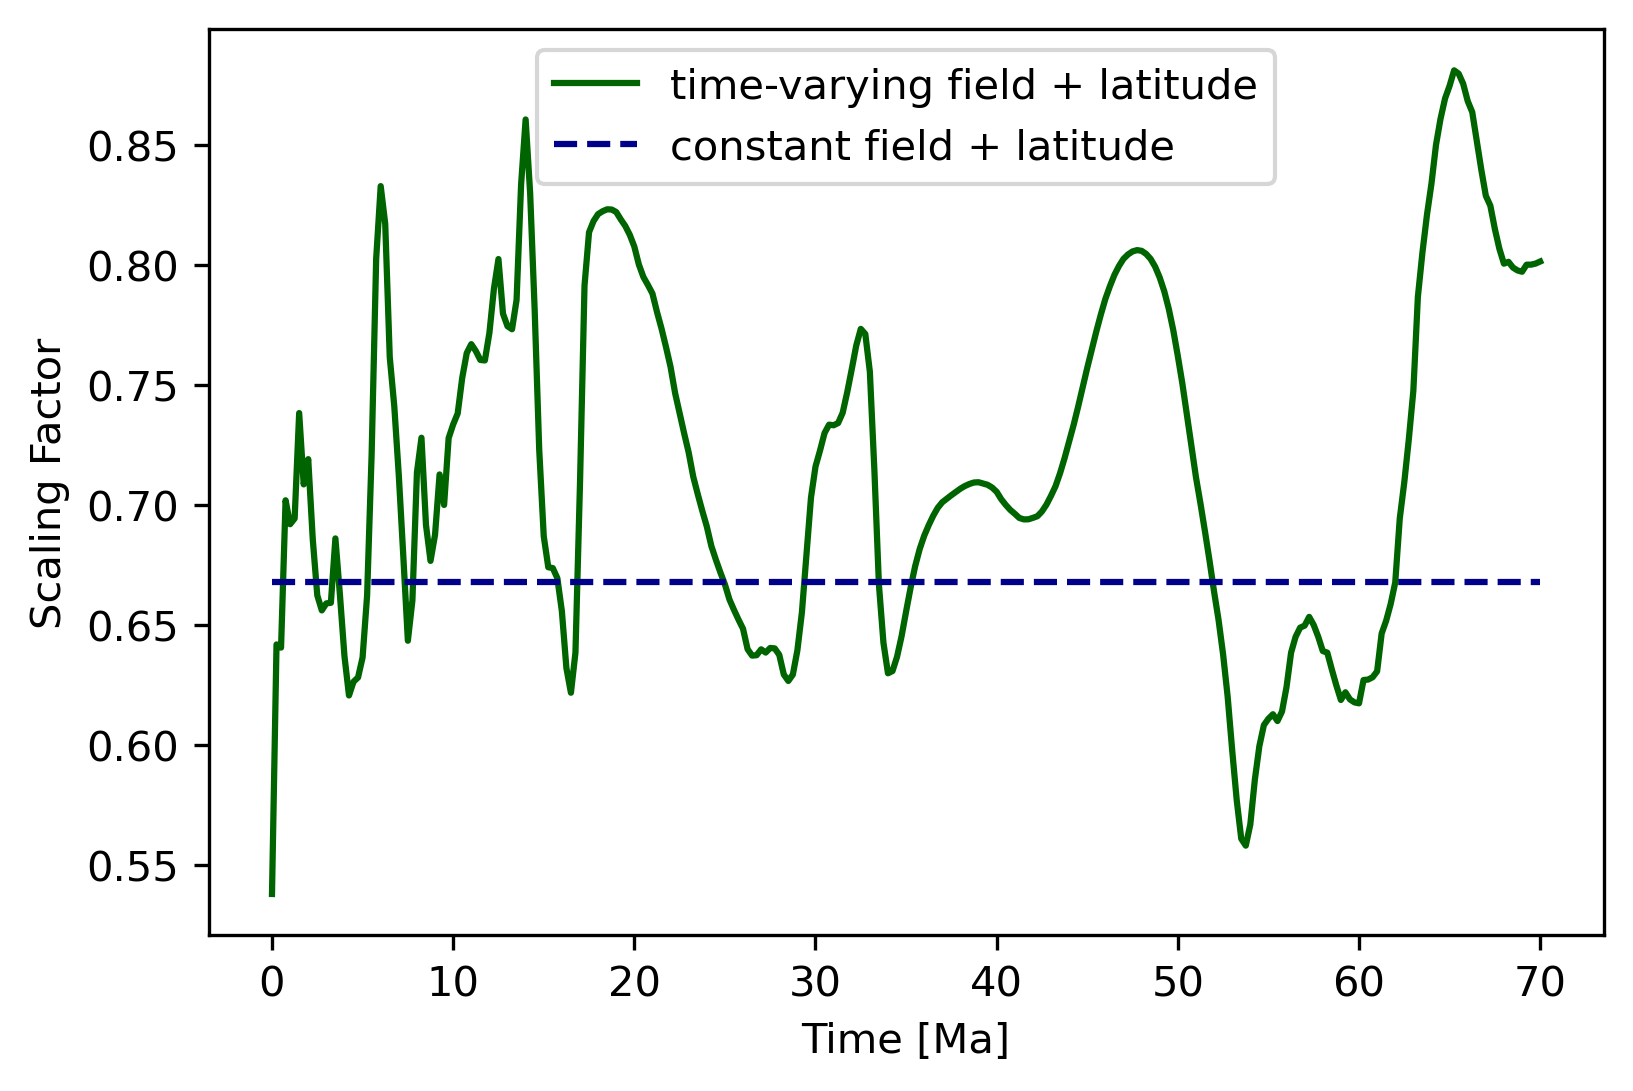 time-varying field + latitude
constant field + latitude
Scaling Factor
0.85
0.80
0.75
0.70
0.65
0.60
0.55
0 10 20 30 40 50 60 70
Time [Ma]